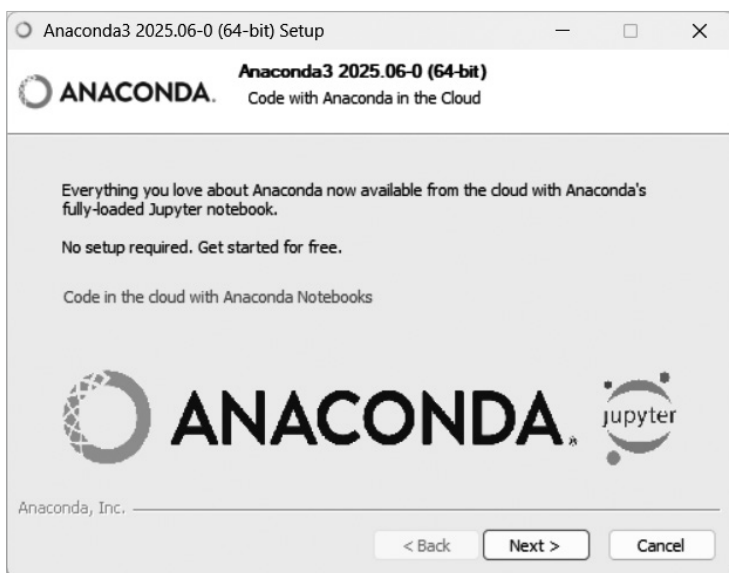 Anaconda3 2025.06-0 (64-bit) Setup
ANACONDA.
Anaconda3 2025.06-0 (64-bit)
Code with Anaconda in the Cloud
Everything you love about Anaconda now available from the cloud with Anaconda's
fully-loaded Jupyter notebook.
No setup required. Get started for free.
Code in the cloud with Anaconda Notebooks
ANACONDA.®
jupyter
Anaconda, Inc.
< Back Next > Cancel